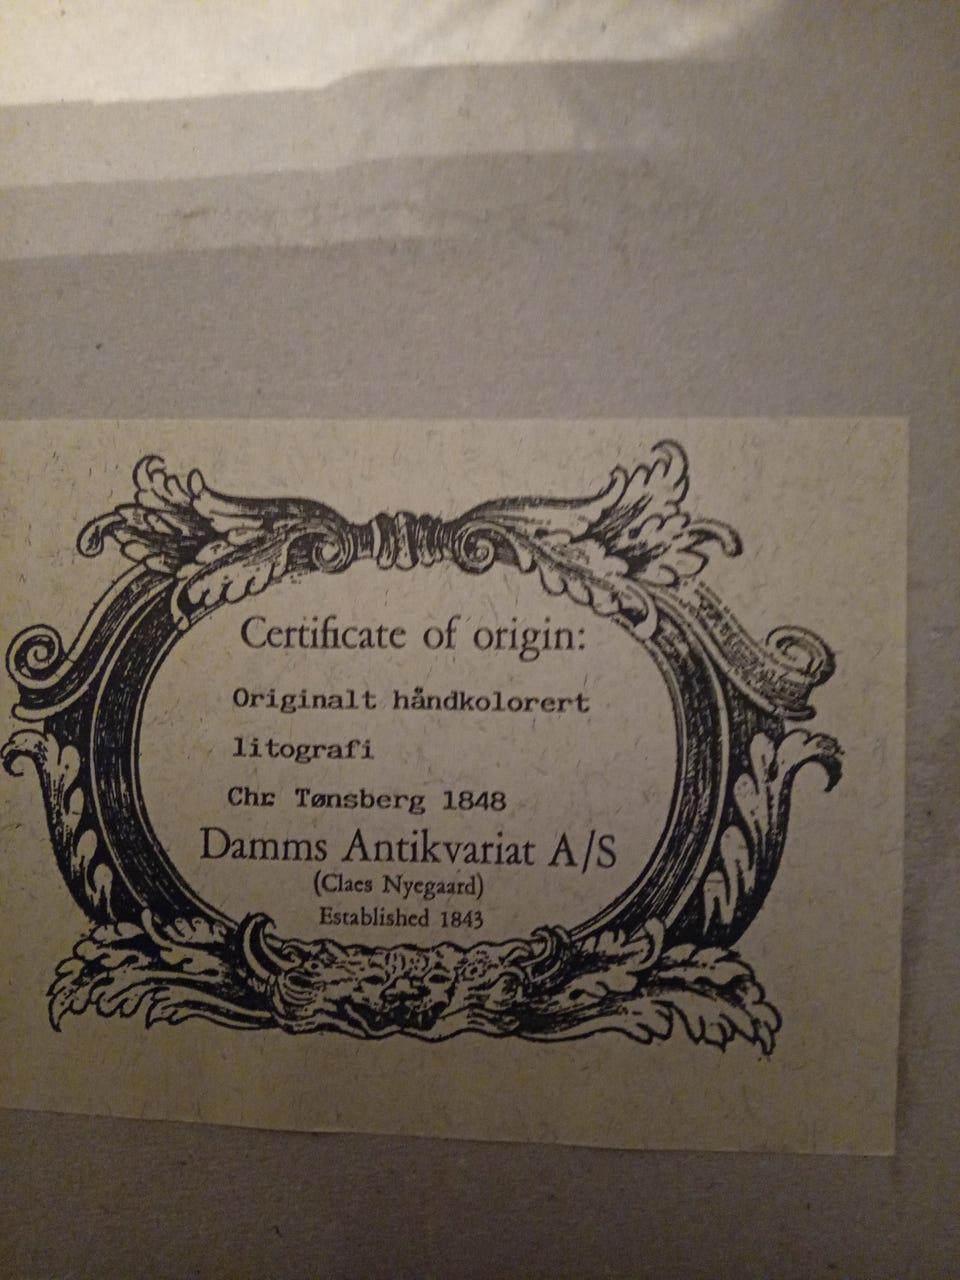 Certificate of origin:
Originalt håndkolorert
litografi
Chr Tønsberg 1848
Damms Antikvariat A/S
(Claes Nyegaard)
Established 1843